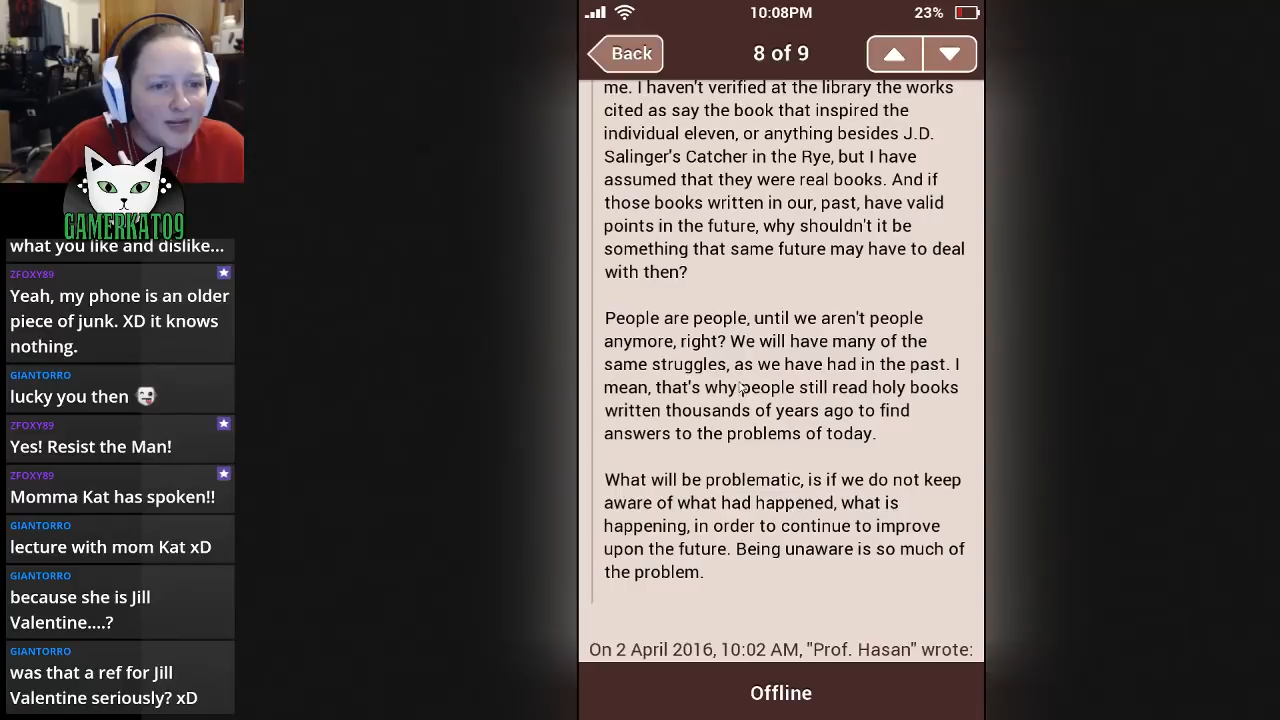 10:08PM
23%
Back
8 of 9
me. I haven't verified at the library the works
cited as say the book that inspired the
individual eleven, or anything besides J.D.
Salinger's Catcher in the Rye, but I have
assumed that they were real books. And if
those books written in our, past, have valid
points in the future, why shouldn't it be
something that same future may have to deal
with then?
People are people, until we aren't people
anymore, right? We will have many of the
same struggles, as we have had in the past. I
mean, that's why people still read holy books
written thousands of years ago to find
answers to the problems of today.
What will be problematic, is if we do not keep
aware of what had happened, what is
happening, in order to continue to improve
upon the future. Being unaware is so much of
the problem.
On 2 April 2016, 10:02 AM, "Prof. Hasan" wrote:
Offline
GAMERKAT09
what you like and dislike...
ZFOXY89
Yeah, my phone is an older
piece of junk. XD it knows
nothing.
GIANTORRO
lucky you then
ZFOXY89
Yes! Resist the Man!
ZFOXY89
Momma Kat has spoken!!
GIANTORRO
lecture with mom Kat xD
GIANTORRO
because she is Jill
Valentine....?
GIANTORRO
was that a ref for Jill
Valentine seriously? xD